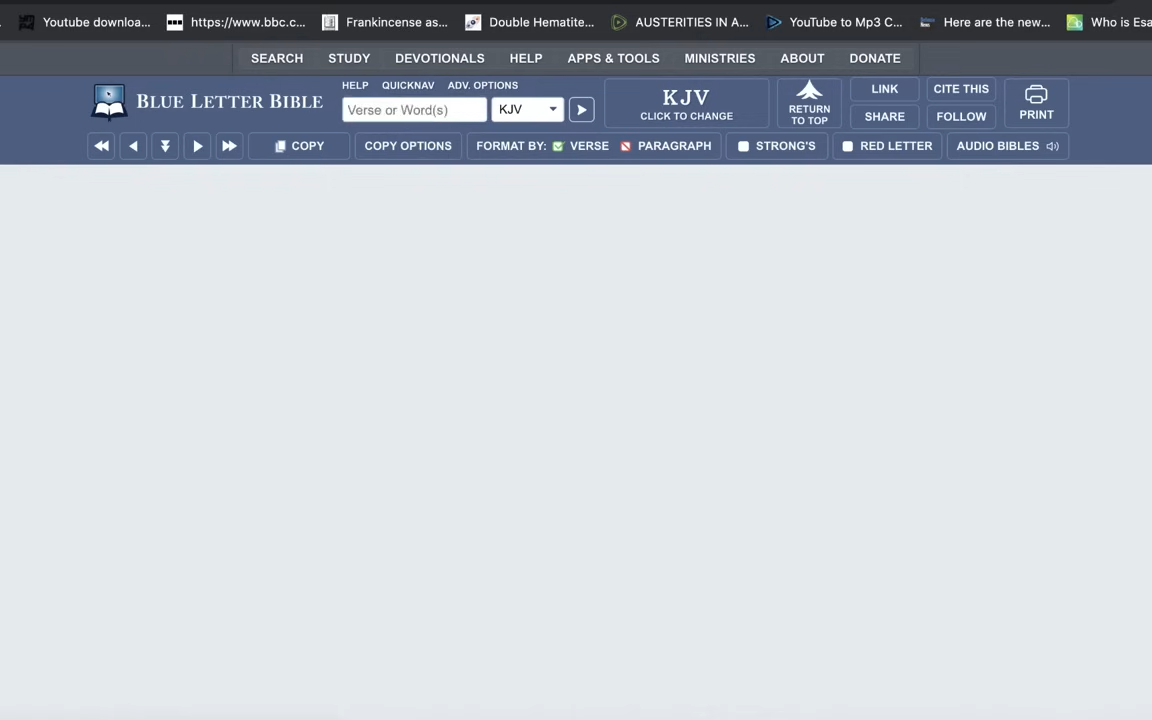 Youtube downloa... https://www.bbc.c... Frankincense as... Double Hematite... AUSTERITIES IN A... YouTube to Mp3 C... Here are the new... Who is Esa
SEARCH STUDY DEVOTIONALS HELP APPS & TOOLS MINISTRIES ABOUT DONATE
HELP QUICKNAV ADV. OPTIONS
BLUE LETTER BIBLE
Verse or Word(s) KJV
KJV
CLICK TO CHANGE
RETURN
TO TOP
LINK CITE THIS
SHARE FOLLOW
PRINT
COPY COPY OPTIONS FORMAT BY: VERSE PARAGRAPH STRONG'S RED LETTER AUDIO BIBLES